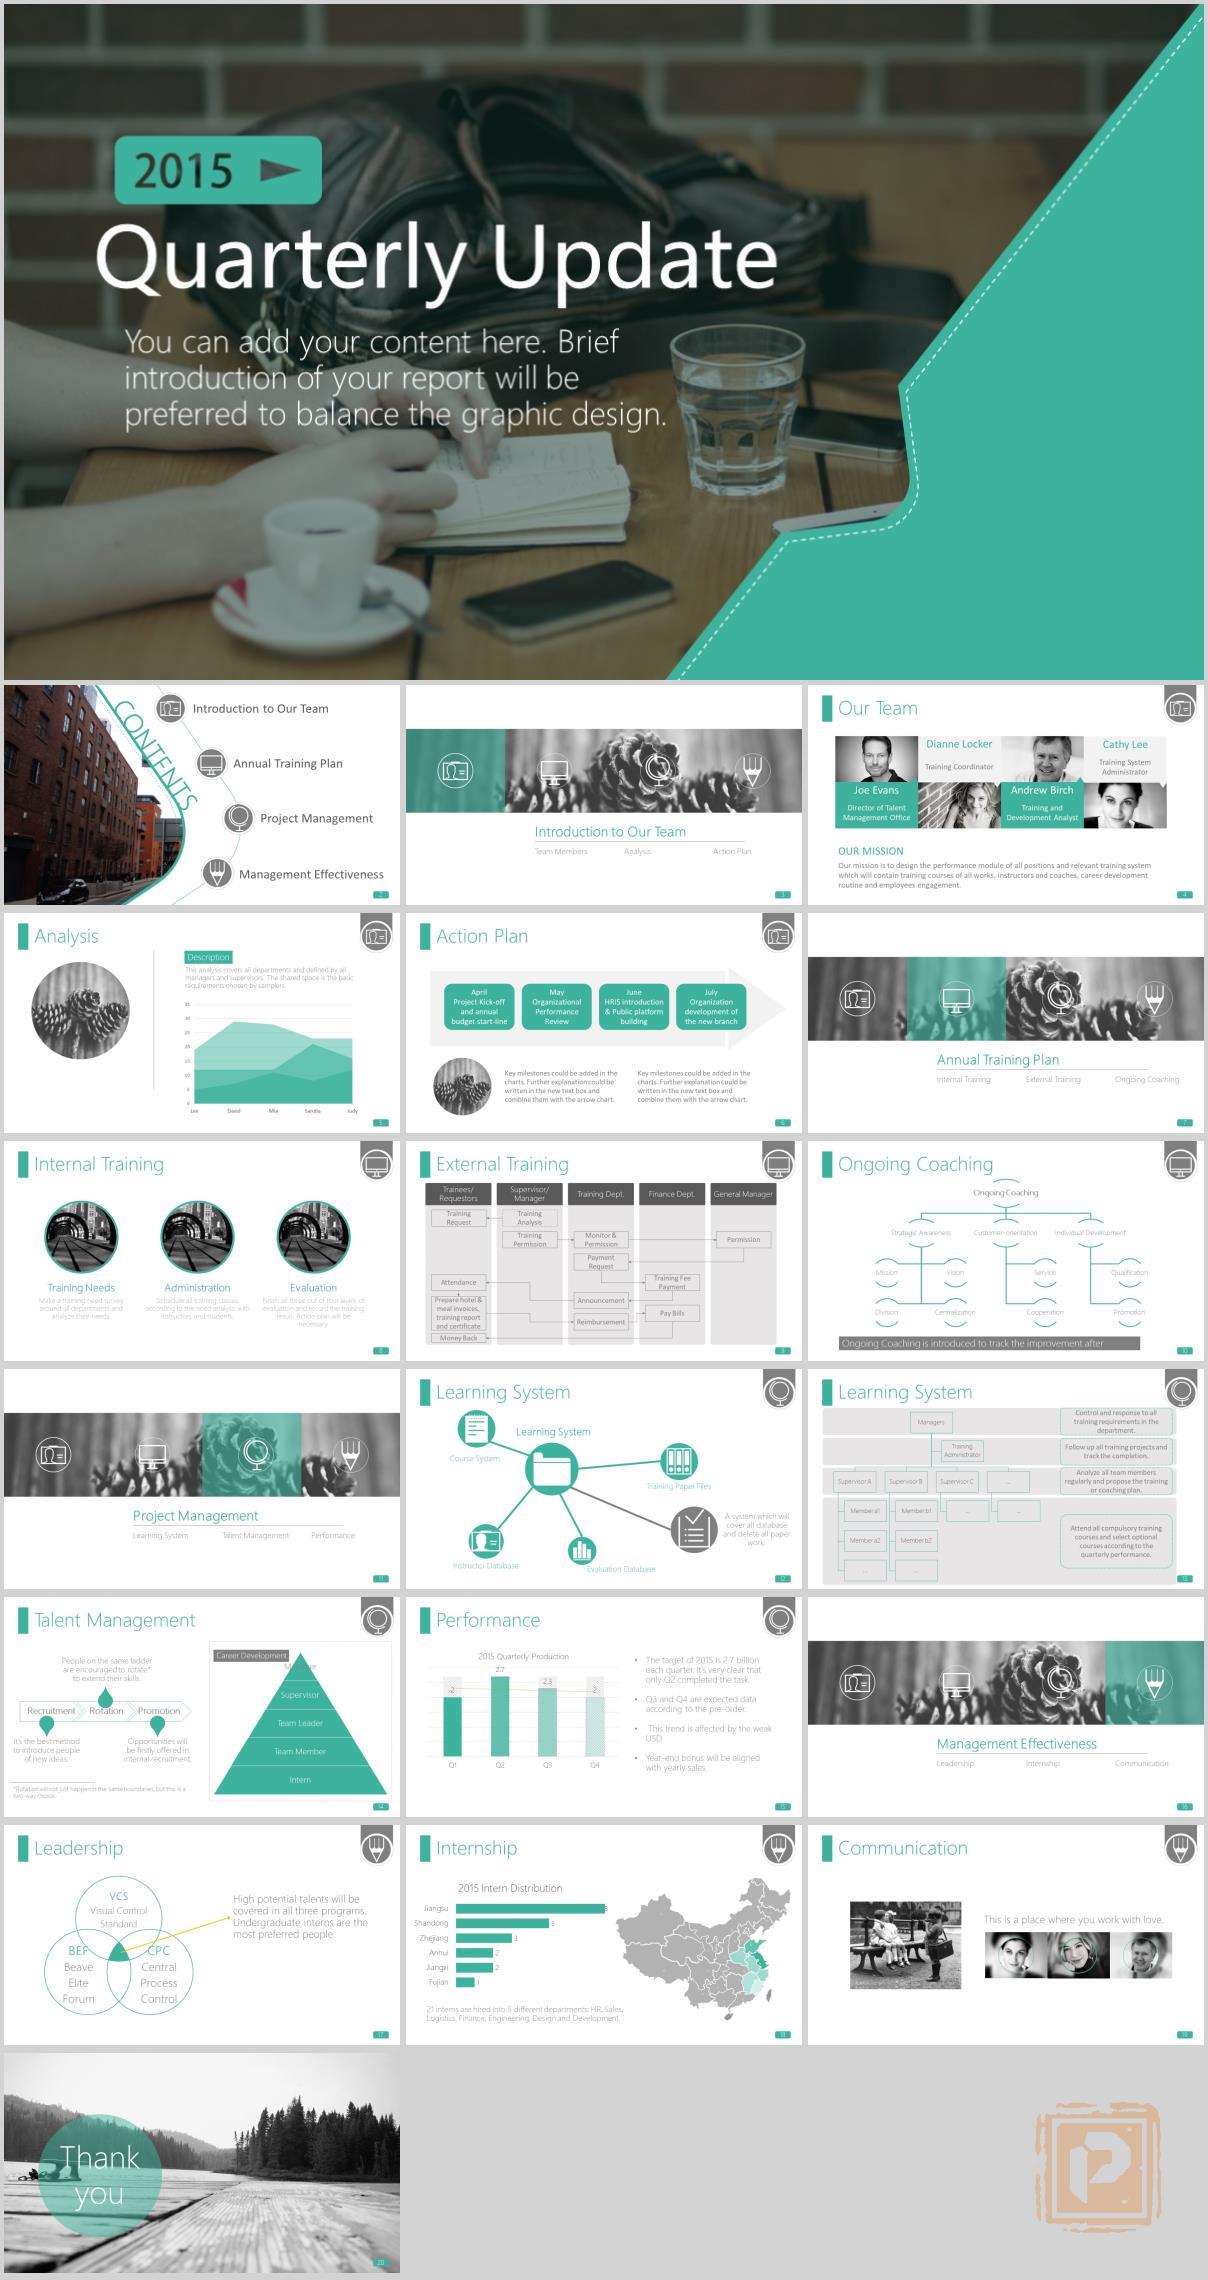 2015
Quarterly Update
You can add your content here. Brief
introduction of your report will be
preferred to balance the graphic design.
CONTENTS
Introduction to Our Team
Annual Training Plan
Project Management
Management Effectiveness
2
Introduction to Our Team
Team Members Analysis Action Plan
3
Our Team
Dianne Locker
Training Coordinator
Cathy Lee
Training System
Administrator
Joe Evans
Director of Talent
Management Office
Andrew Birch
Training and
Development Analyst
OUR MISSION
Our mission is to design the performance module of all positions and relevant training system
which will contain training courses of all works, instructors and coaches, career development
routine and employees engagement.
4
Analysis
Description
This analysis covers all departments and defined by all
managers and supervisors. The shared space is the basic
requirements chosen by samplers.
35
30
25
20
15
10
5
0
Lee David Mia Sandia Judy
5
Action Plan
April
Project Kick-off
and annual
budget start-line
May
Organizational
Performance
Review
June
HRIS introduction
& Public platform
building
July
Organization
development of
the new branch
Key milestones could be added in the
charts. Further explanation could be
written in the new text box and
combine them with the arrow chart.
Key milestones could be added in the
charts. Further explanation could be
written in the new text box and
combine them with the arrow chart.
6
Annual Training Plan
Internal Training External Training Ongoing Coaching
7
Internal Training
Training Needs
Make a training need survey
around all departments and
analyze their needs.
Administration
Schedule all training classes
according to the need analysis with
instructors and students.
Evaluation
Finish all three out of four levels of
evaluation and record the training
result. Action plan will be
necessary.
8
External Training
Trainees/
Requestors
Supervisor/
Manager
Training Dept.
Finance Dept.
General Manager
Training
Request
Training
Analysis
Training
Permission
Monitor &
Permission
Permission
Payment
Request
Attendance
Training Fee
Payment
Prepare hotel &
meal invoices,
training report
and certificate
Announcement
Reimbursement
Pay Bills
Money Back
9
Ongoing Coaching
Ongoing Coaching
Strategic Awareness Customer-orientation Individual Development
Mission Vision Service Qualification
Division Centralization Cooperation Promotion
Ongoing Coaching is introduced to track the improvement after
10
Project Management
Learning System Talent Management Performance
11
Learning System
Learning System
Course System
Training Paper Files
A system which will
cover all database
and delete all paper
work.
Instructor Database
Evaluation Database
12
Learning System
Managers
Control and response to all
training requirements in the
department.
Training
Administrator
Follow up all training projects and
track the completion.
Supervisor A Supervisor B Supervisor C ...
Analyze all team members
regularly and propose the training
or coaching plan.
Member a1 Member b1 ... ...
Member a2 Member b2
... ...
Attend all compulsory training
courses and select optional
courses according to the
quarterly performance.
13
Talent Management
People on the same ladder
are encouraged to rotate*
to extend their skills.
Recruitment Rotation Promotion
It's the best method
to introduce people
of new ideas.
Opportunities will
be firstly offered in
internal recruitment.
*Rotation will not just happen in the same boundaries, but this is a
two-way choice.
Career Development
Supervisor
Team Leader
Team Member
Intern
14
Performance
2015 Quarterly Production
2 2.7 2.3 2
Q1 Q2 Q3 Q4
• The target of 2015 is 2.7 billion
each quarter. It's very clear that
only Q2 completed the task.
• Q3 and Q4 are expected data
according to the pre-order.
• This trend is affected by the weak
USD.
• Year-end bonus will be aligned
with yearly sales.
15
Management Effectiveness
Leadership Internship Communication
16
Leadership
VCS
Visual Control
Standard
BEF
Beave
Elite
Forum
CPC
Central
Process
Control
High potential talents will be
covered in all three programs.
Undergraduate interns are the
most preferred people.
17
Internship
2015 Intern Distribution
Jiangsu 8
Shandong 5
Zhejiang 3
Anhui 2
Jiangxi 2
Fujian 1
21 interns are hired into 5 different departments: HR, Sales,
Logistics, Finance, Engineering, Design and Development.
18
Communication
This is a place where you work with love.
19
Thank
you
20